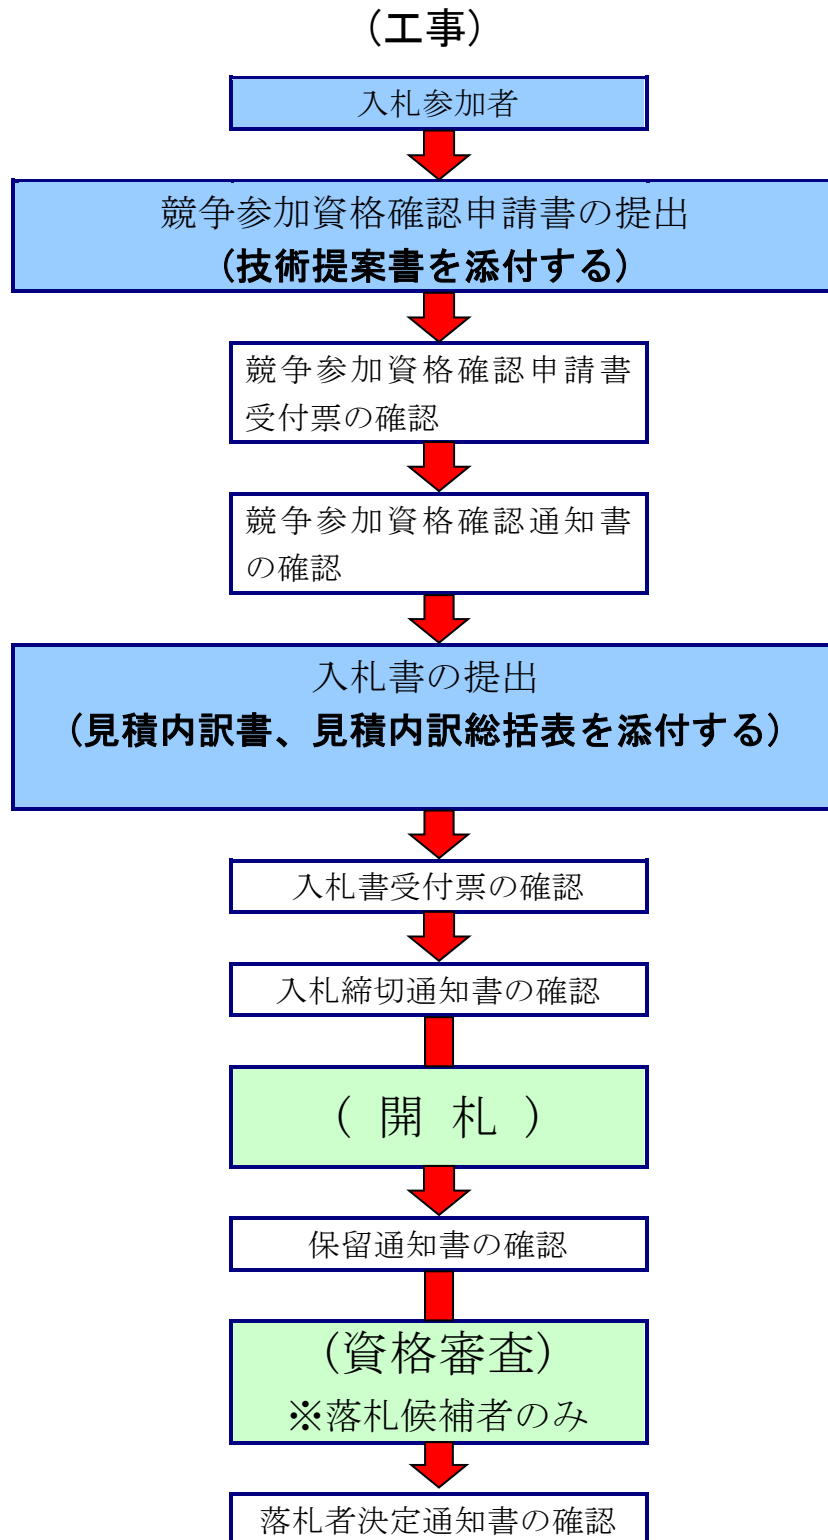 (工事)
入札参加者
競争参加資格確認申請書の提出
(技術提案書を添付する)
競争参加資格確認申請書
受付票の確認
競争参加資格確認通知書
の確認
入札書の提出
(見積内訳書、見積内訳総括表を添付する)
入札書受付票の確認
入札締切通知書の確認
( 開 札 )
保留通知書の確認
(資格審査)
※落札候補者のみ
落札者決定通知書の確認